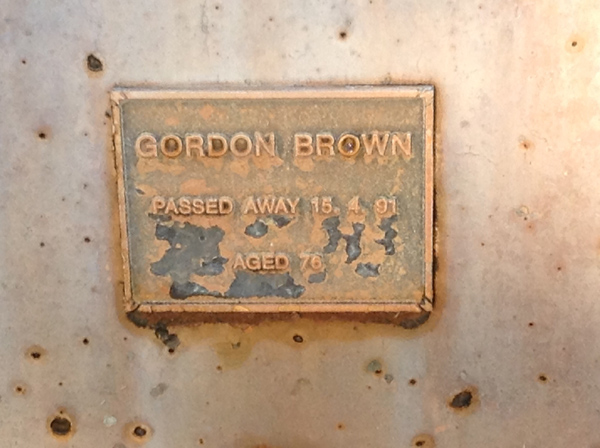 GORDON BROWN
PASSED AWAY 15. 4. 91
AGED 76